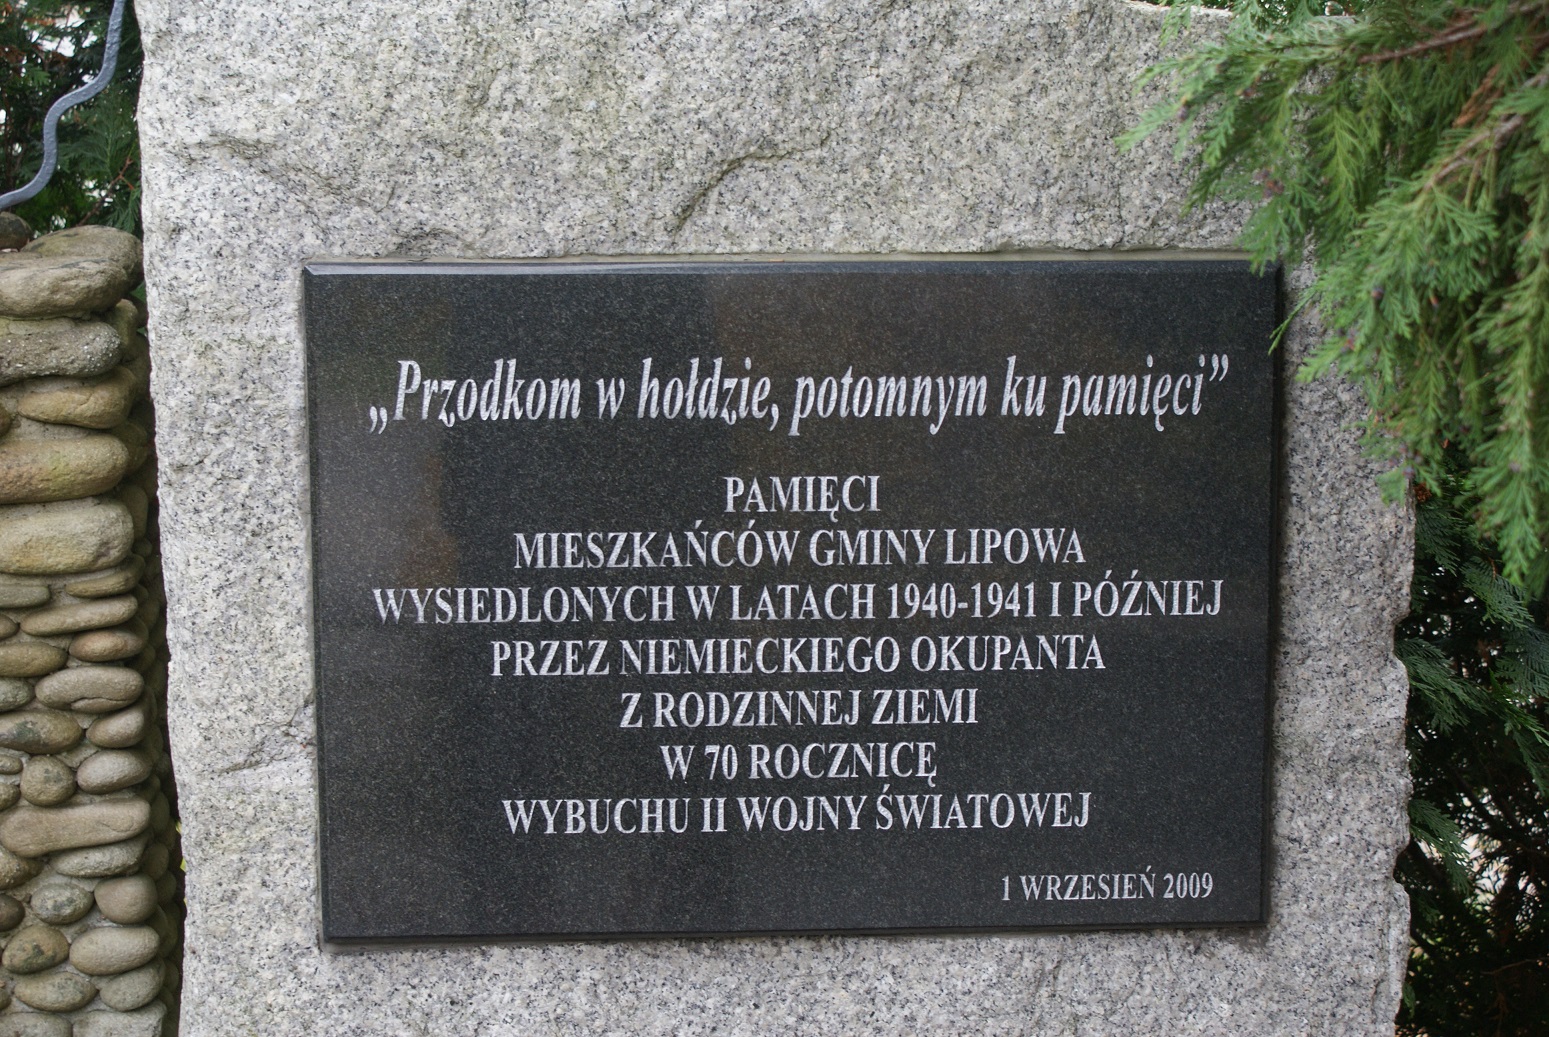 „Przodkom w hołdzie, potomnym ku pamięci”
PAMIĘCI
MIESZKAŃCÓW GMINY LIPOWA
WYSIEDLONYCH W LATACH 1940-1941 I PÓŹNIEJ
PRZEZ NIEMIECKIEGO OKUPANTA
Z RODZINNEJ ZIEMI
W 70 ROCZNICĘ
WYBUCHU II WOJNY ŚWIATOWEJ
1 WRZESIEŃ 2009